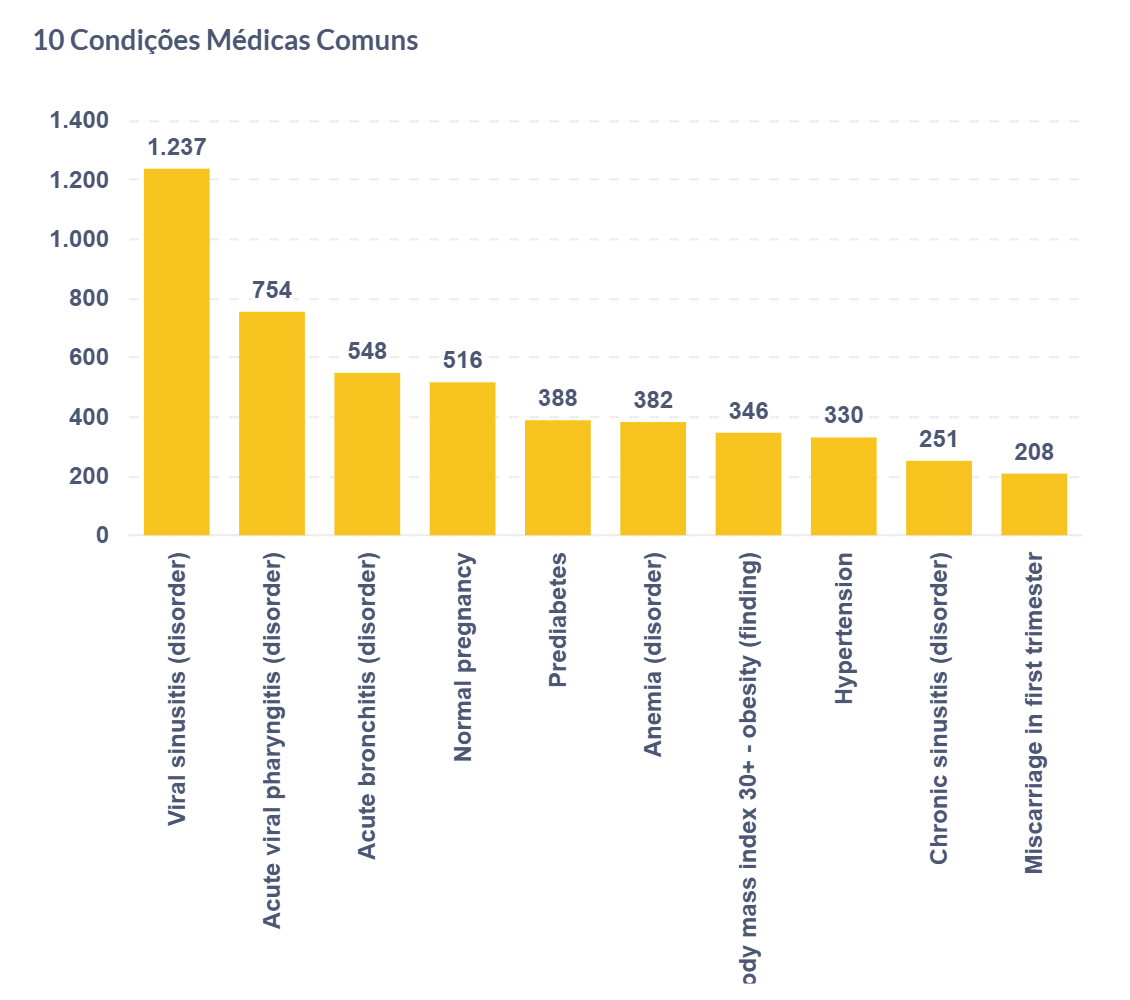 10 Condições Médicas Comuns
1.400
1.200
1.000
800
600
400
200
0
1.237
754
548
516
388
382
346
330
251
208
Viral sinusitis (disorder)
Acute viral pharyngitis (disorder)
Acute bronchitis (disorder)
Normal pregnancy
Prediabetes
Anemia (disorder)
ody mass index 30+ - obesity (finding)
Hypertension
Chronic sinusitis (disorder)
Miscarriage in first trimester